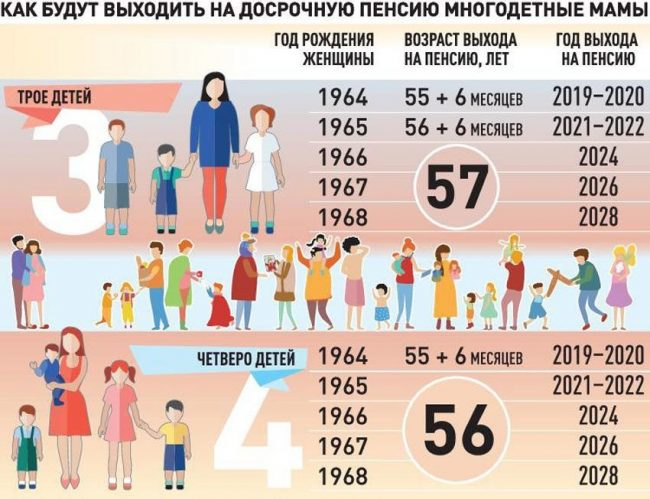 КАК БУДУТ ВЫХОДИТЬ НА ДОСРОЧНУЮ ПЕНСИЮ МНОГОДЕТНЫЕ МАМЫ
ГОД РОЖДЕНИЯ ЖЕНЩИНЫ
ВОЗРАСТ ВЫХОДА НА ПЕНСИЮ, ЛЕТ
ГОД ВЫХОДА НА ПЕНСИЮ
ТРОЕ ДЕТЕЙ
3
1964 55 + 6 МЕСЯЦЕВ 2019–2020
1965 56 + 6 МЕСЯЦЕВ 2021–2022
1966 57 2024
1967 2026
1968 2028
ЧЕТВЕРО ДЕТЕЙ
4
1964 55 + 6 МЕСЯЦЕВ 2019–2020
1965 2021–2022
1966 56 2024
1967 2026
1968 2028